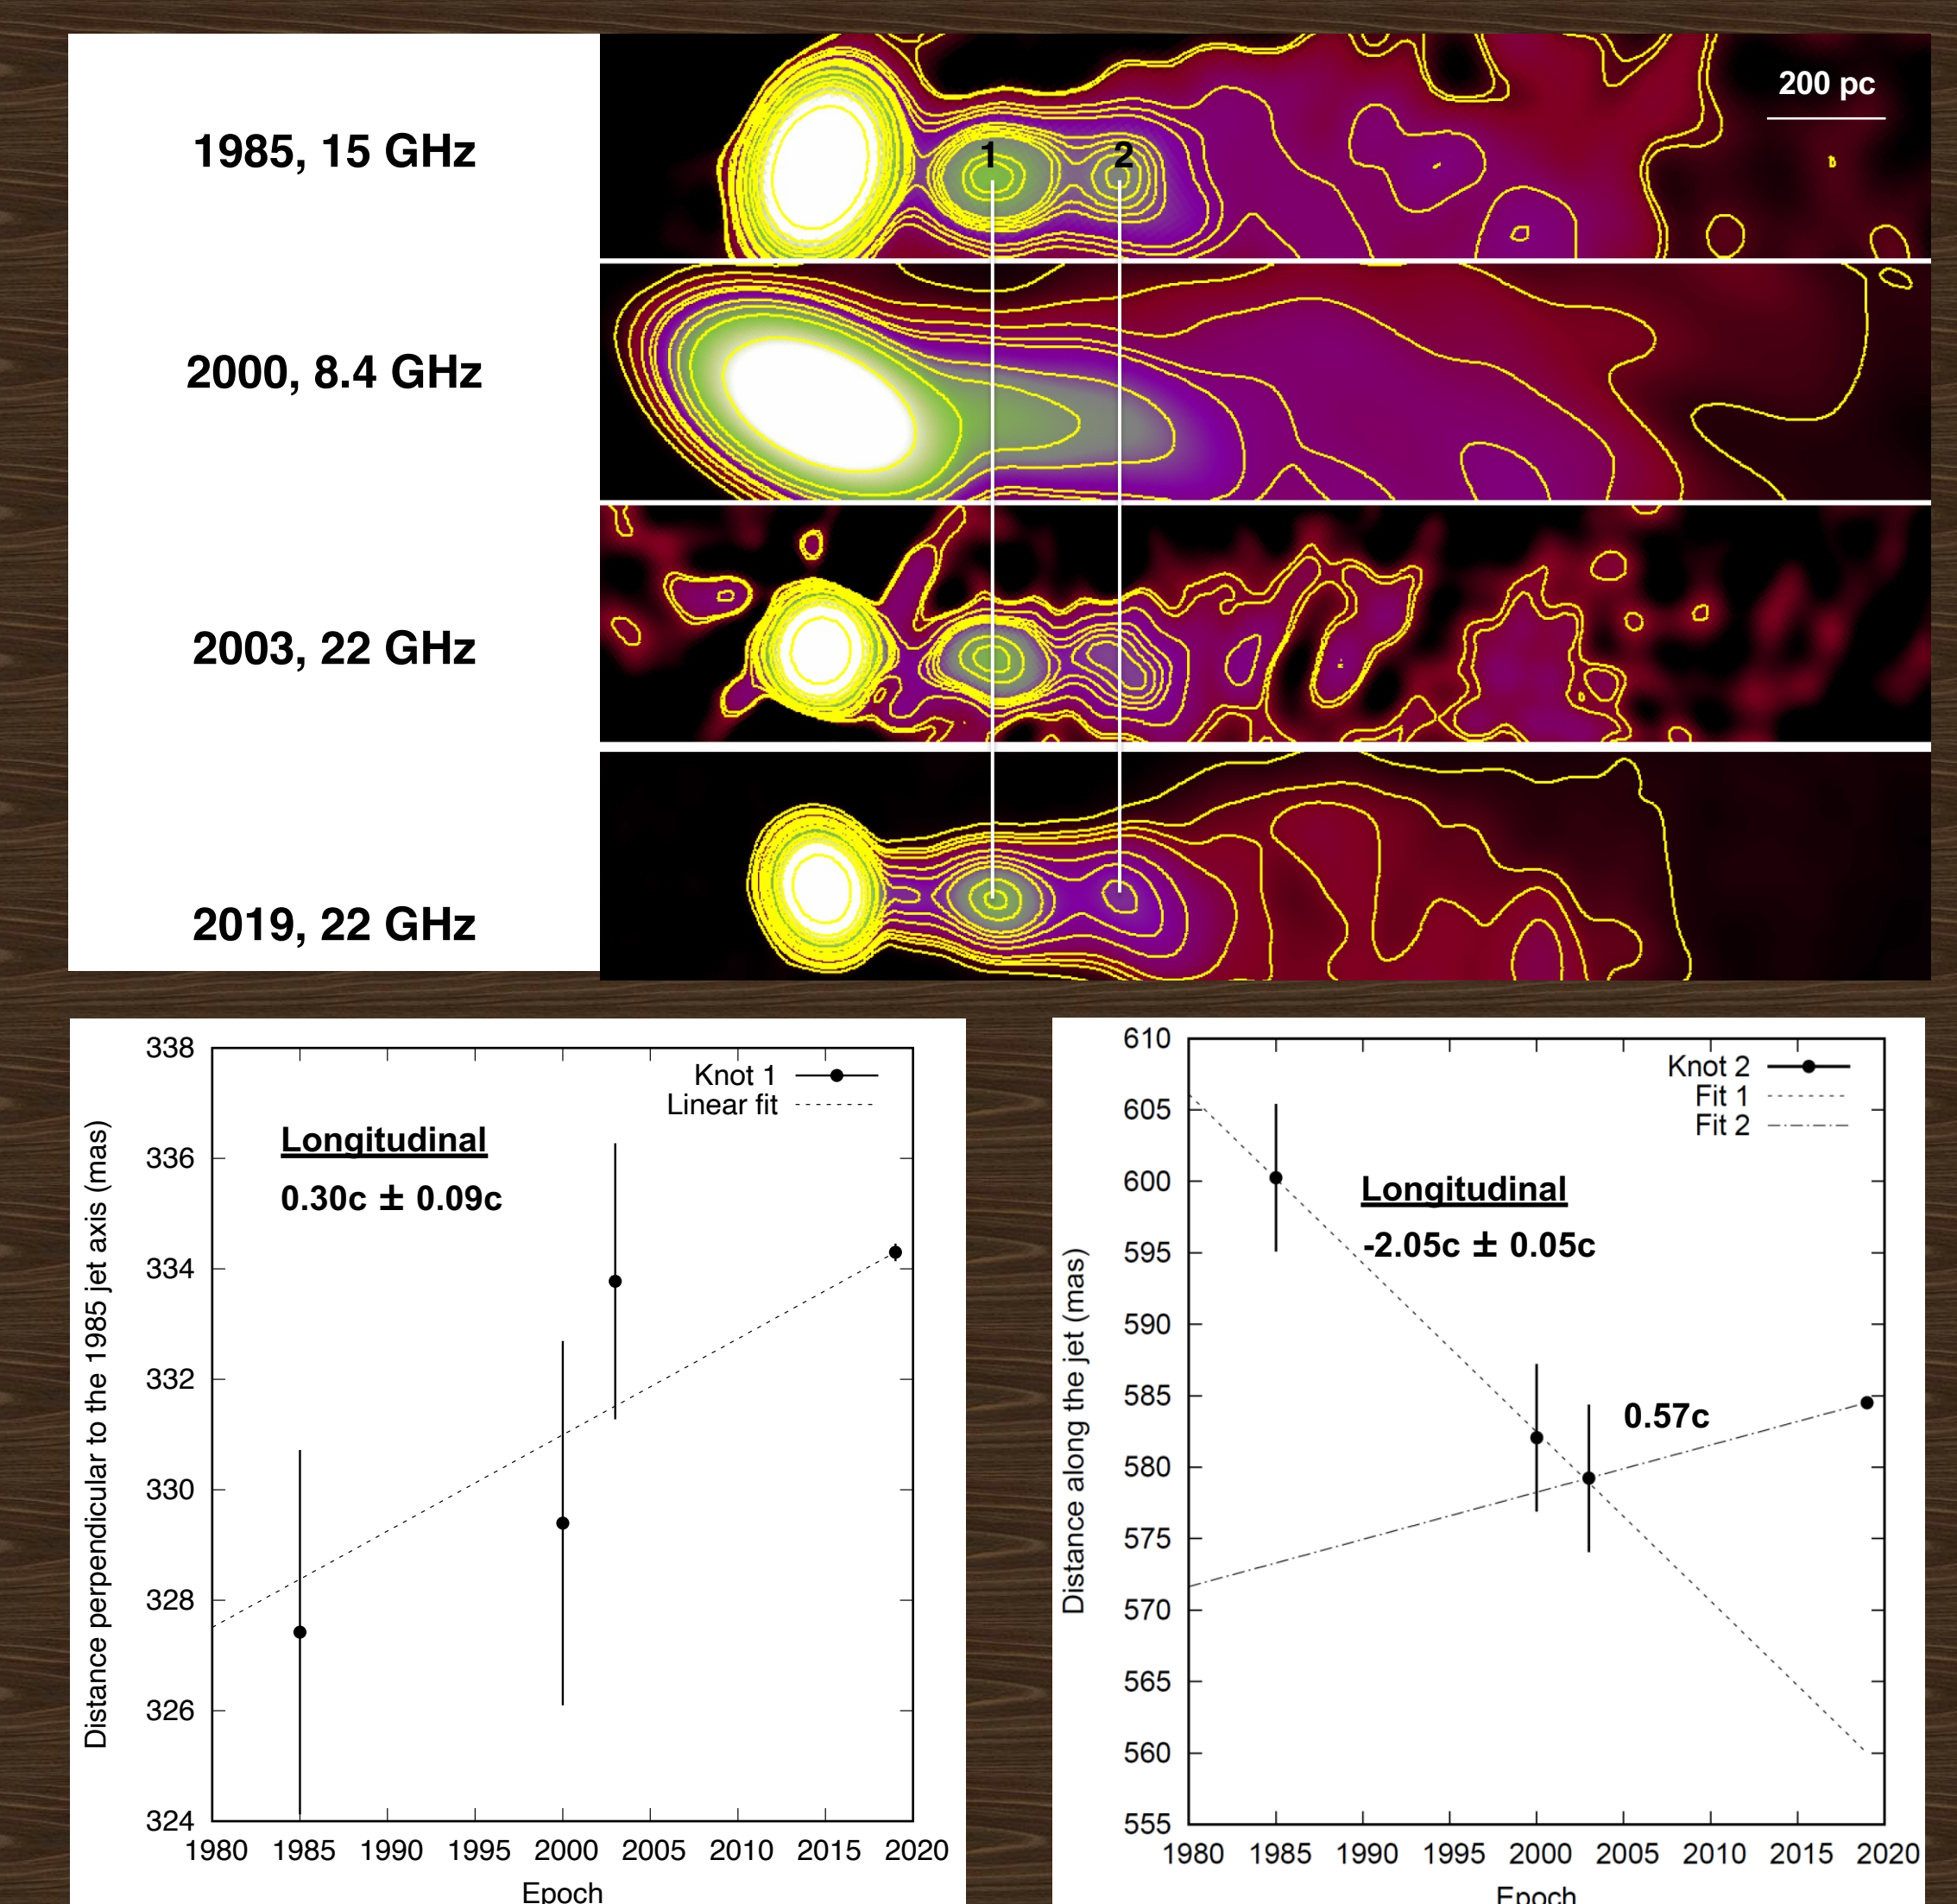 1985, 15 GHz
1
2
200 pc
2000, 8.4 GHz
2003, 22 GHz
2019, 22 GHz
Distance perpendicular to the 1985 jet axis (mas)
338
336
334
332
330
328
326
324
1980 1985 1990 1995 2000 2005 2010 2015 2020
Epoch
Knot 1
Linear fit
Longitudinal
0.30c ± 0.09c
Distance along the jet (mas)
610
605
600
595
590
585
580
575
570
565
560
555
1980 1985 1990 1995 2000 2005 2010 2015 2020
Epoch
Knot 2
Fit 1
Fit 2
Longitudinal
-2.05c ± 0.05c
0.57c